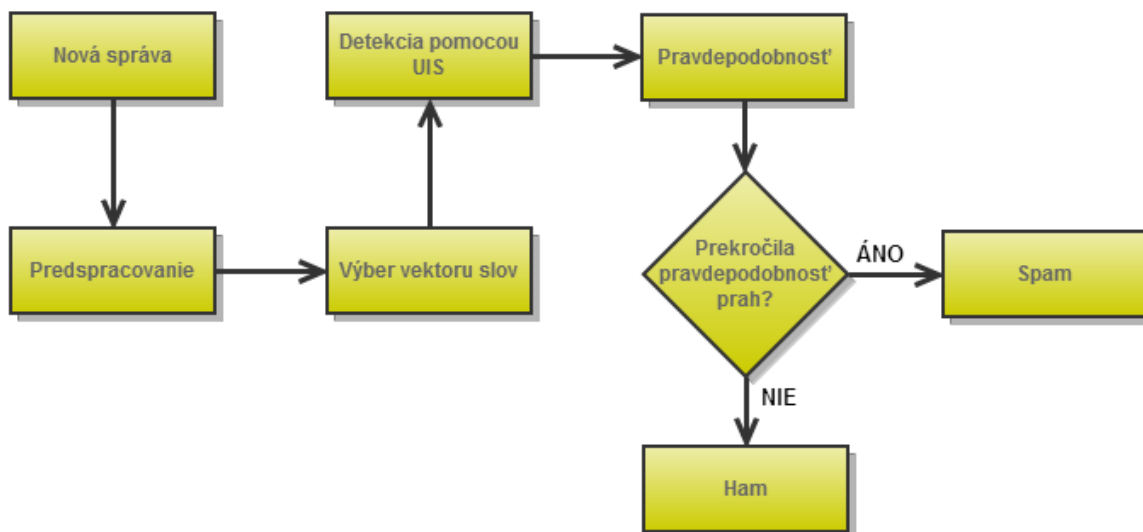 Nová správa
Predspracovanie
Výber vektoru slov
Detekcia pomocou
UIS
Pravdepodobnosť
Prekročila
pravdepodobnosť
prah?
ÁNO
Spam
NIE
Ham